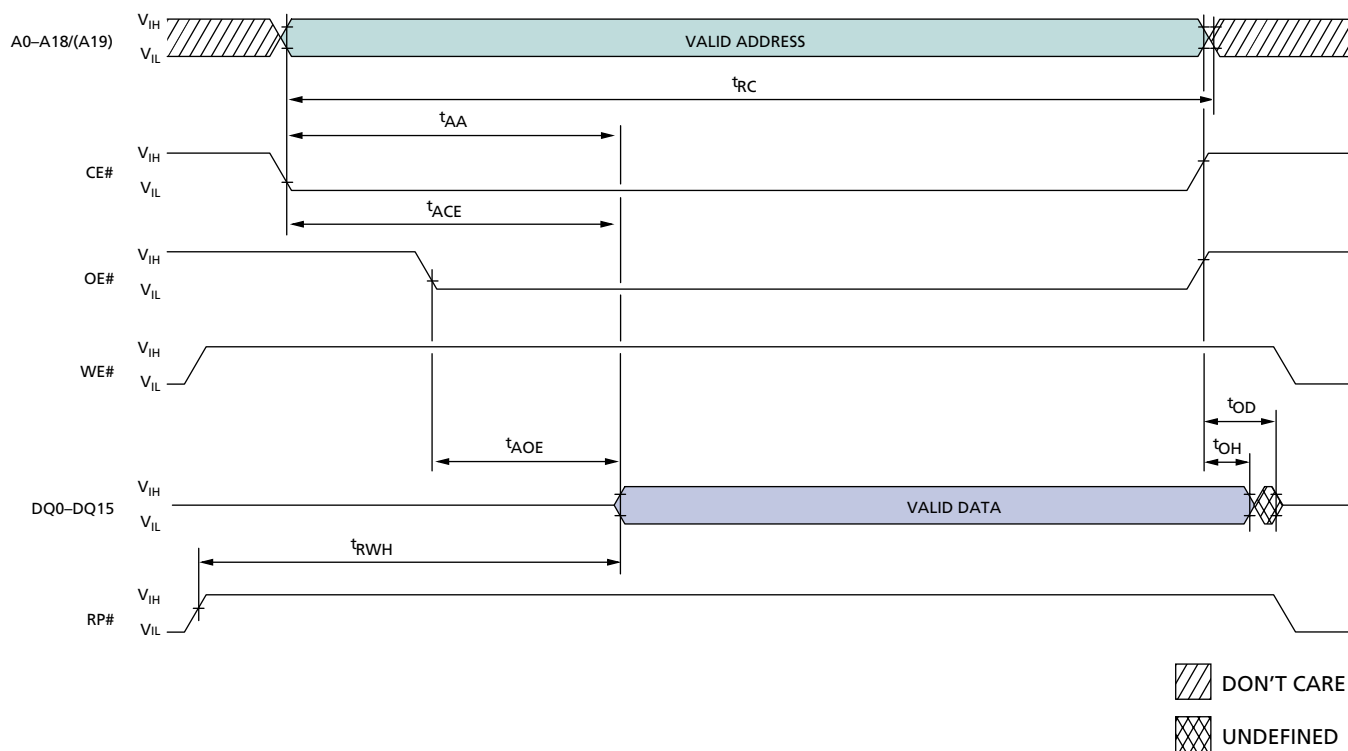 A0–A18/(A19)
VIH
VIL
VALID ADDRESS
tRC
tAA
CE#
VIH
VIL
tACE
OE#
VIH
VIL
WE#
VIH
VIL
tOD
tAOE
tOH
DQ0–DQ15
VIH
VIL
VALID DATA
tRWH
RP#
VIH
VIL
DON'T CARE
UNDEFINED